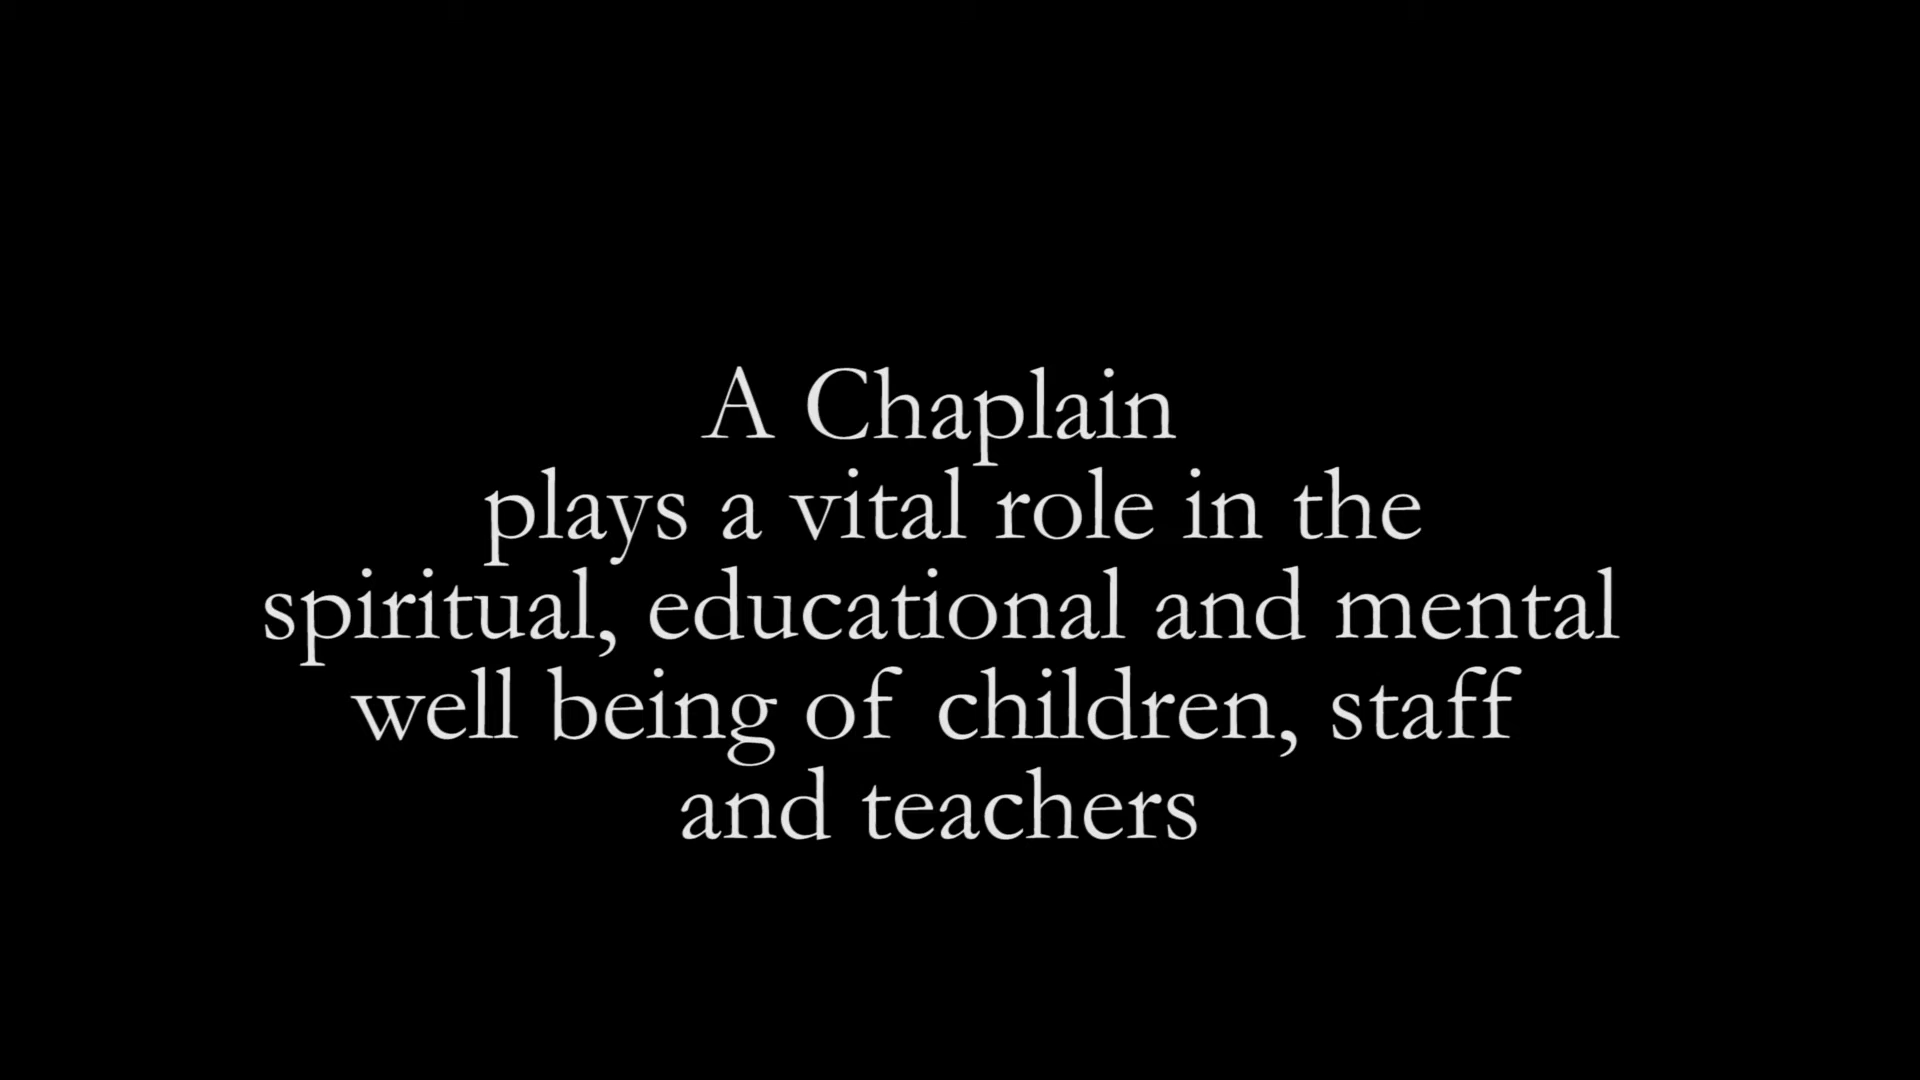 A Chaplain
plays a vital role in the
spiritual, educational and mental
well being of children, staff
and teachers